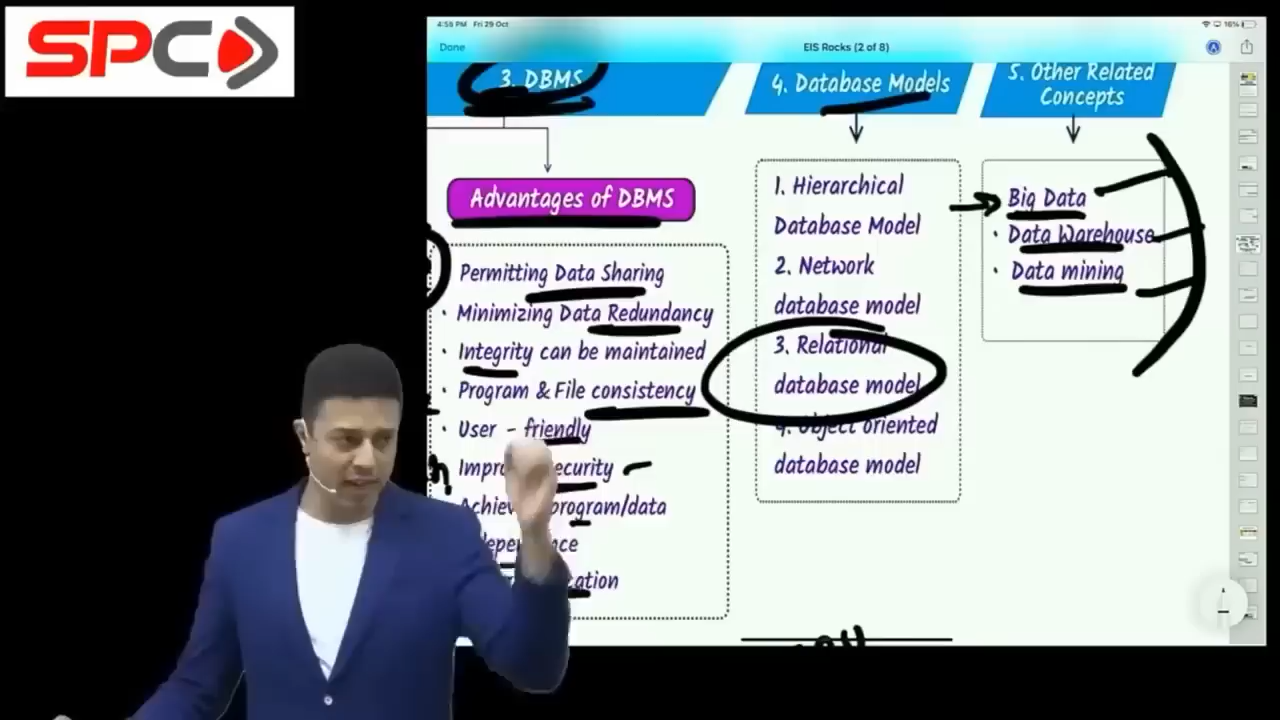 SPC
4:55 PM Fri 29 Oct
16%
Done
EIS Rocks (2 of 8)
3. DBMS
Advantages of DBMS
Permitting Data Sharing
• Minimizing Data Redundancy
• Integrity can be maintained
• Program & File consistency
• User - friendly
security
program/data
4. Database Models
1. Hierarchical
Database Model
2. Network
database model
3. Relational
database model
4. Object oriented
database model
5. Other Related
Concepts
Big Data
• Data Warehouse
• Data mining